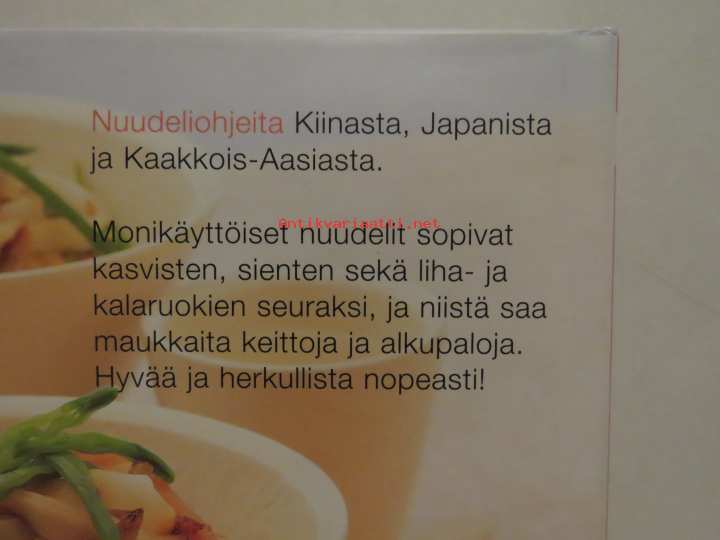 Nuudeliohjeita Kiinasta, Japanista
ja Kaakkois-Aasiasta.
Antikvariaatti.net
Monikäyttöiset nuudelit sopivat
kasvisten, sienten sekä liha- ja
kalaruokien seuraksi, ja niistä saa
maukkaita keittoja ja alkupaloja.
Hyvää ja herkullista nopeasti!